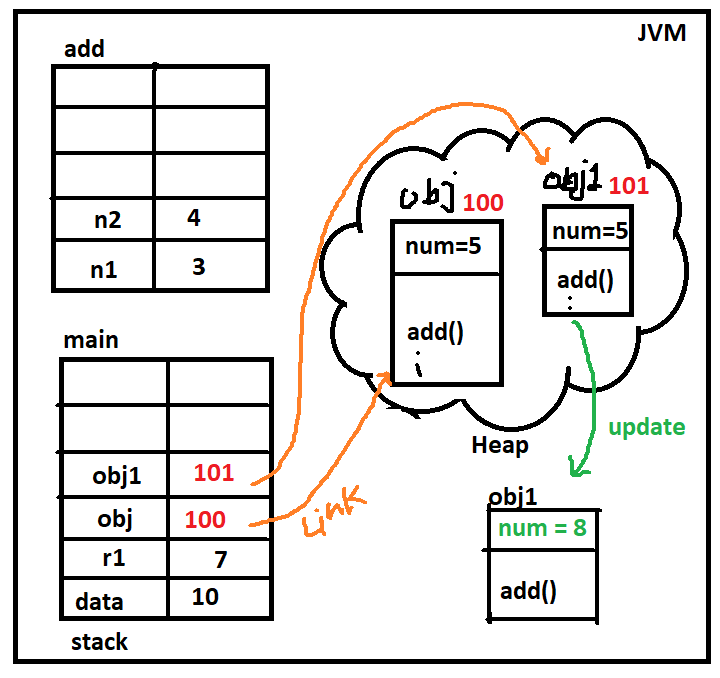 JVM
add
n2 4
n1 3
main
obj1 101
obj 100
r1 7
data 10
stack
Link
obj 100
num=5
add()
obj1 101
num=5
add()
:
Heap
update
obj1
num = 8
add()